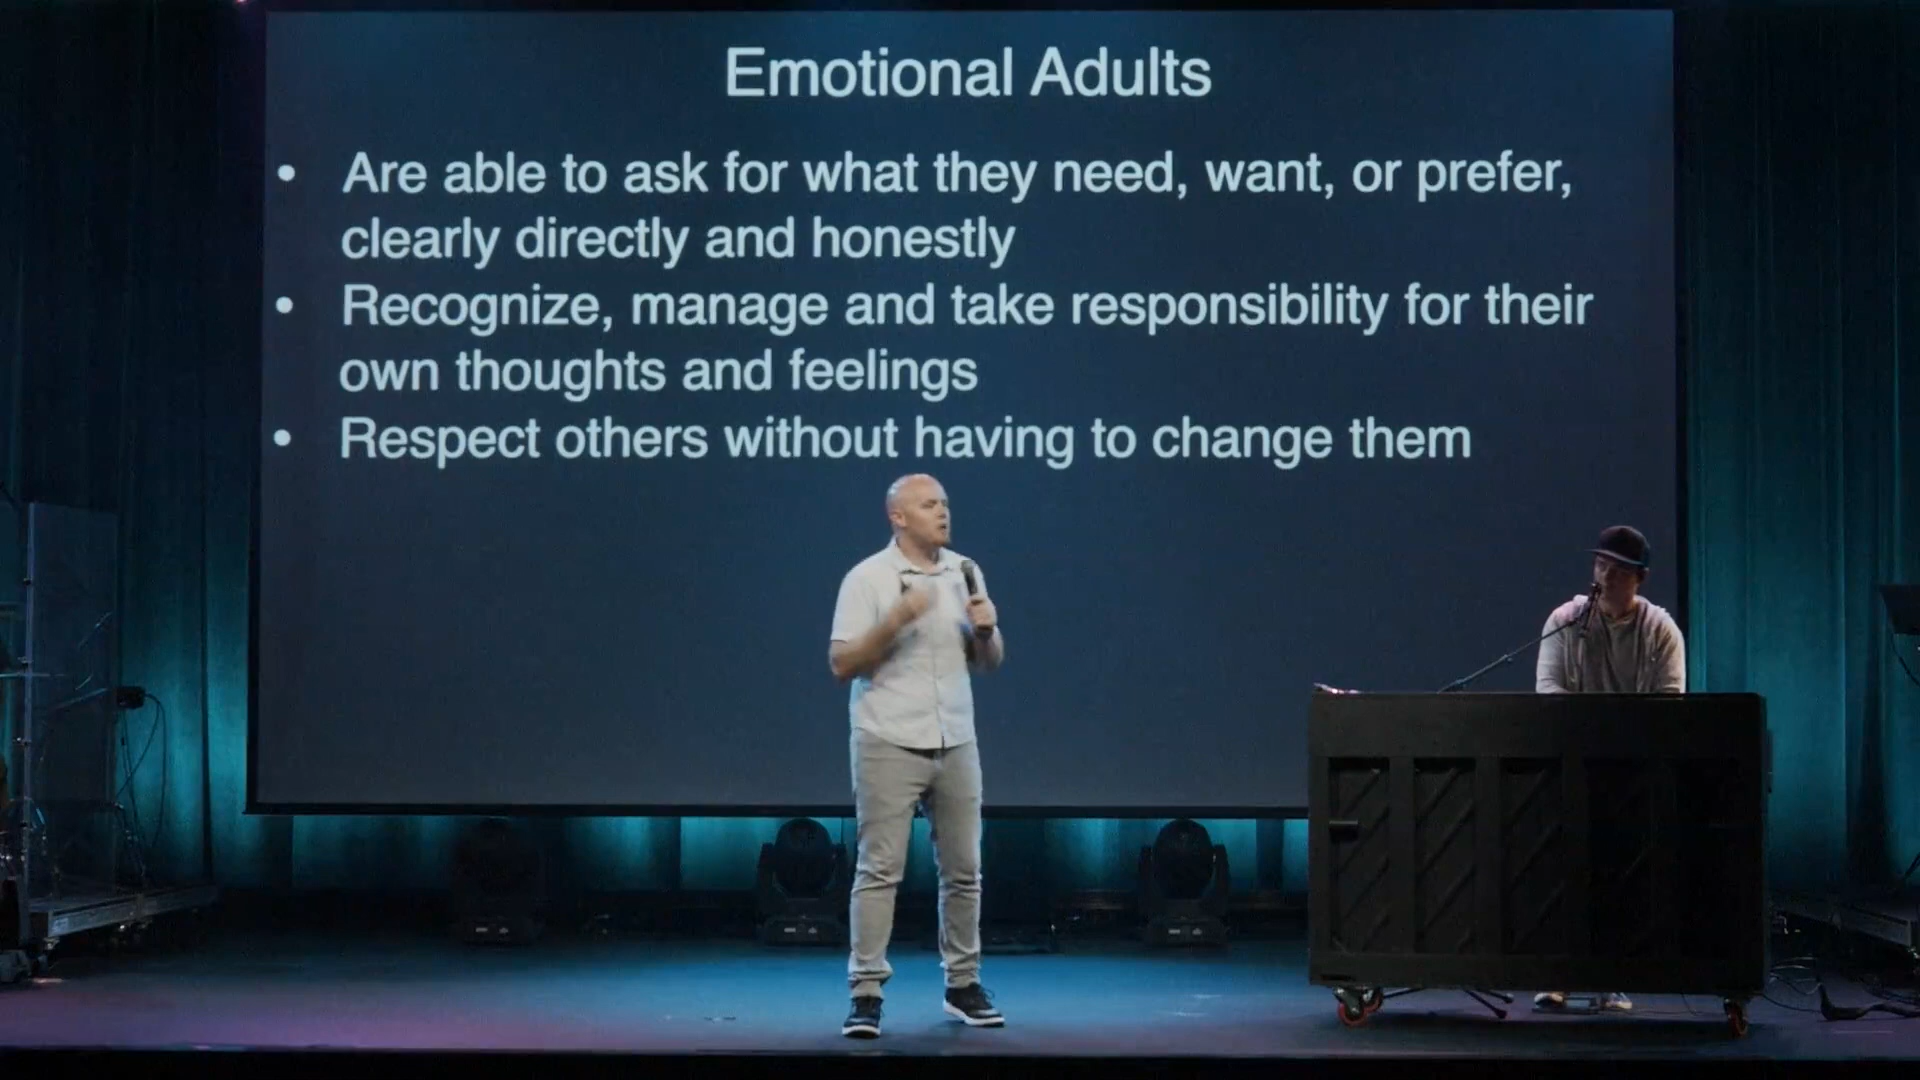 Emotional Adults
• Are able to ask for what they need, want, or prefer,
clearly directly and honestly
• Recognize, manage and take responsibility for their
own thoughts and feelings
• Respect others without having to change them